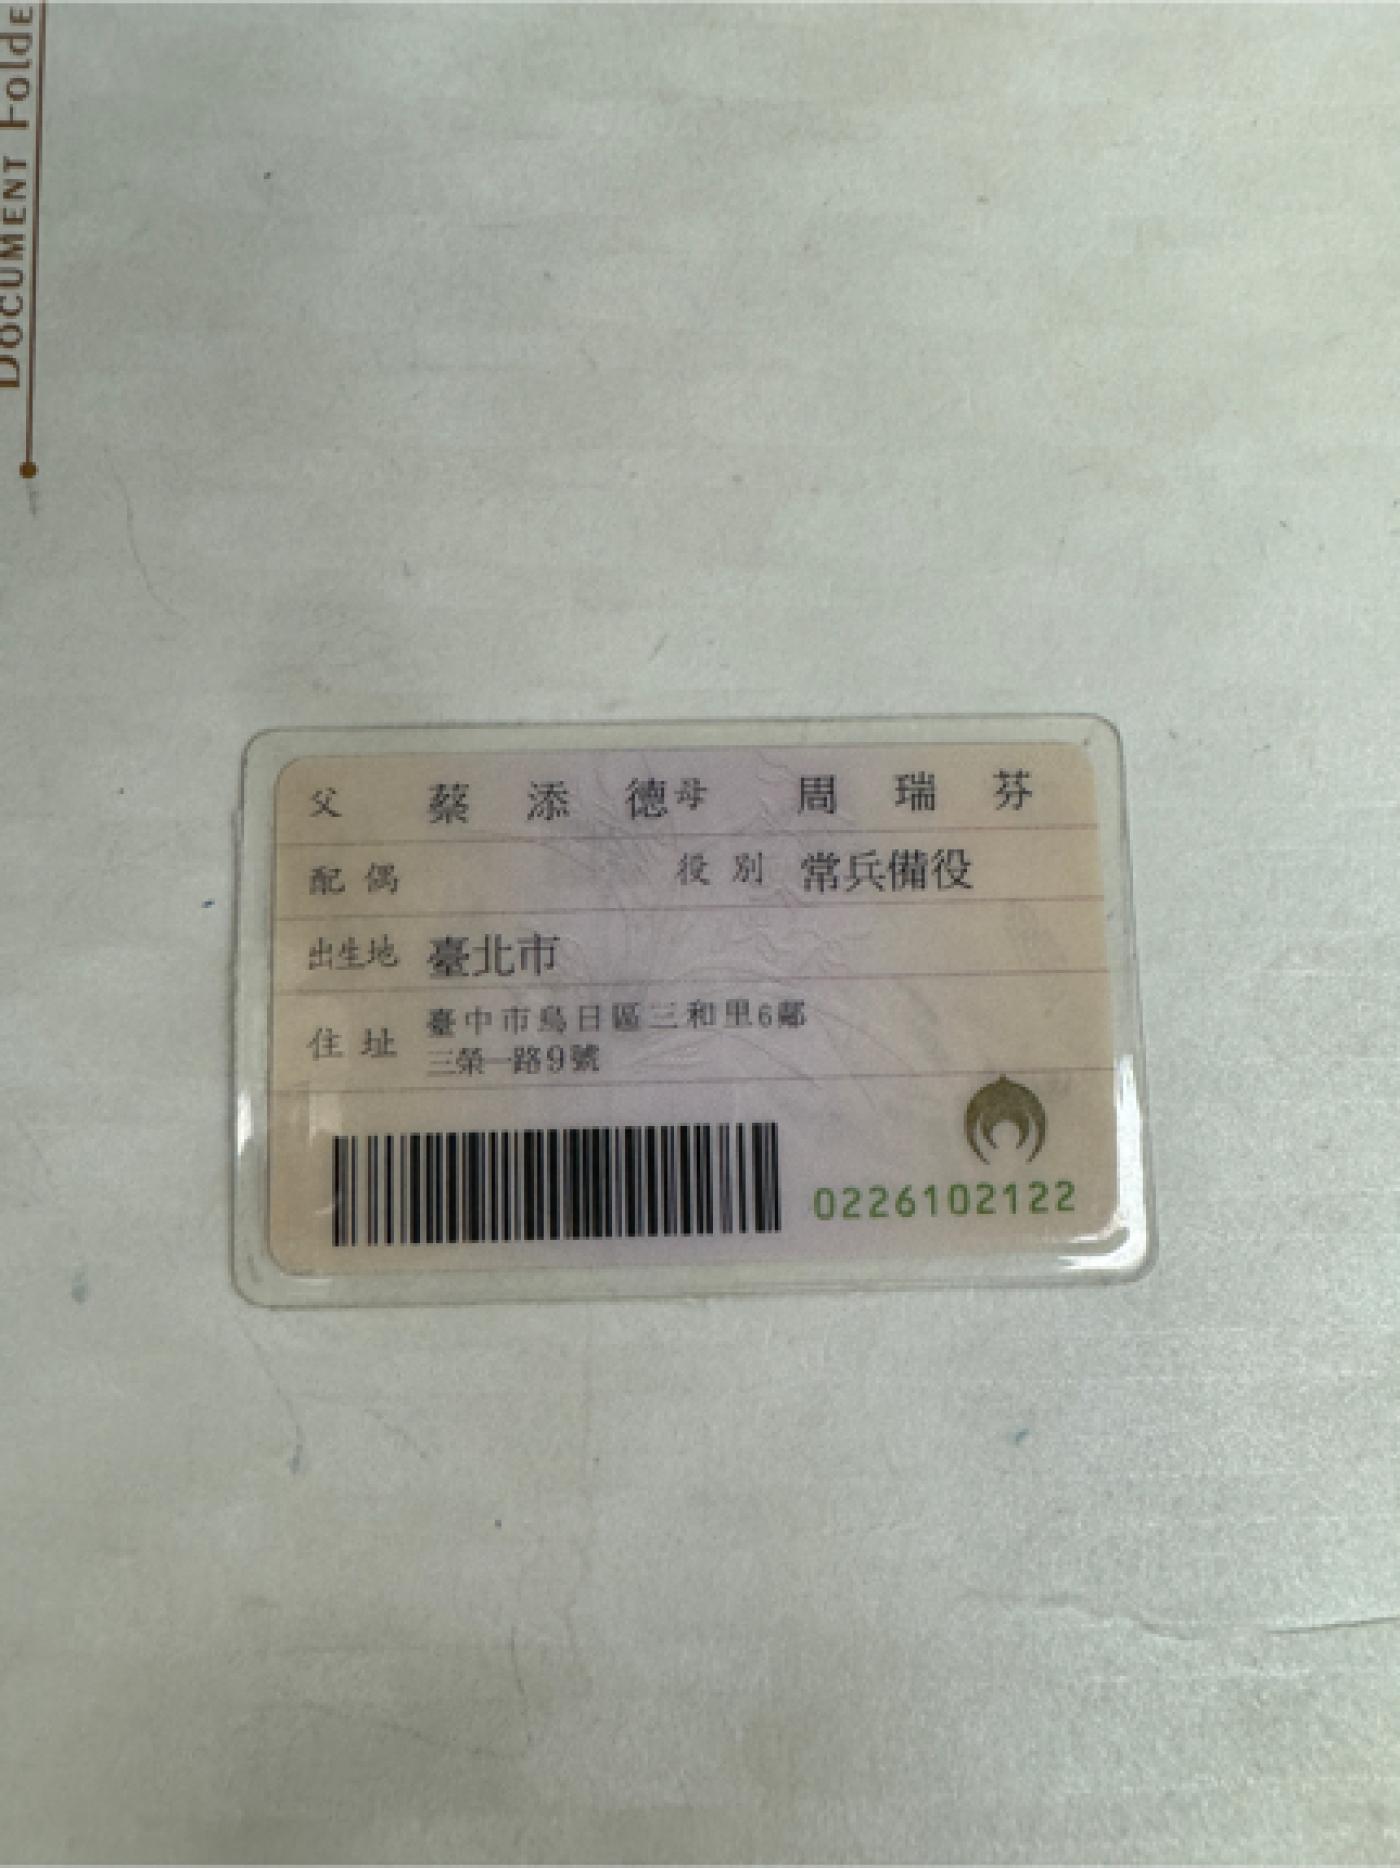 DOCUMENT Folde
父 蔡添德 母 周瑞芬
配偶 役別 常兵備役
出生地 臺北市
住址 臺中市烏日區三和里6鄰
三榮一路9號
0226102122